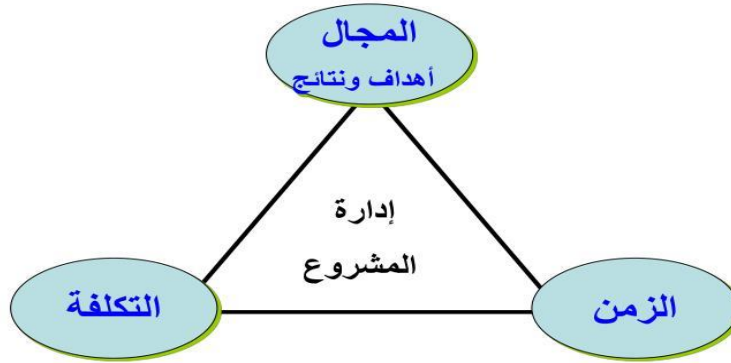 المجال
أهداف ونتائج
إدارة
المشروع
الزمن
التكلفة